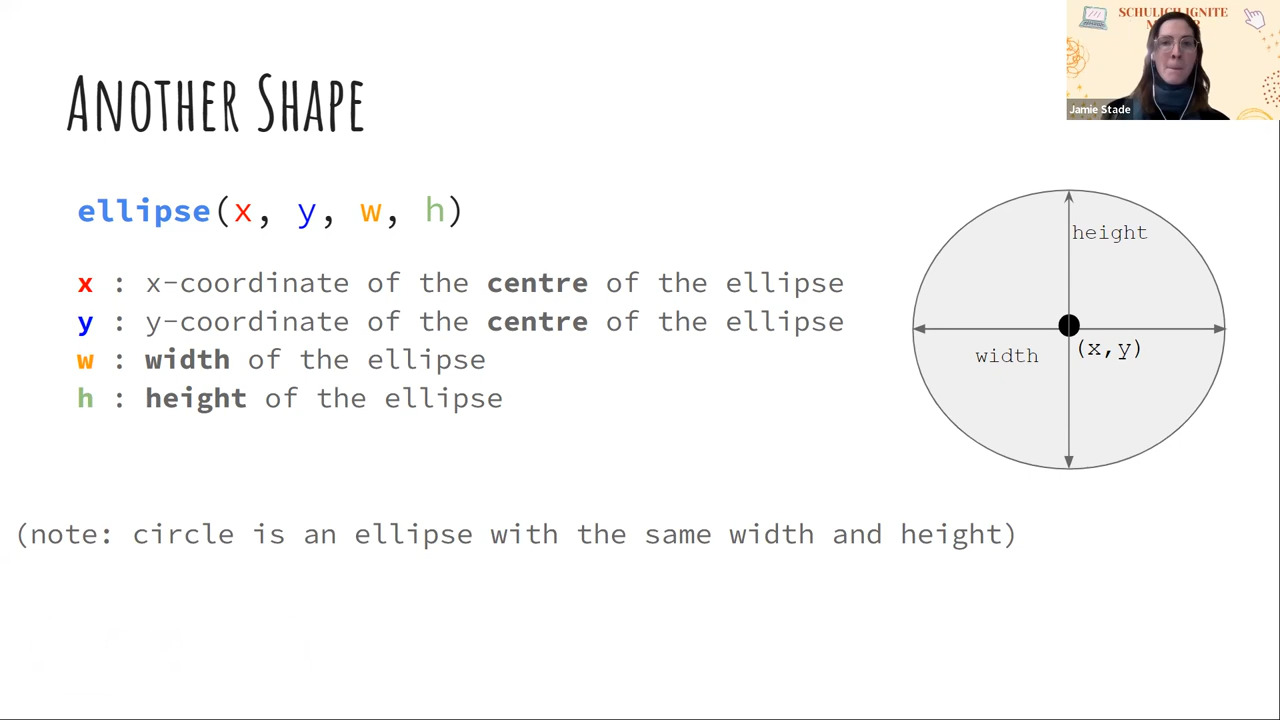 SCHULICH IGNITE
Jamie Stade
ANOTHER SHAPE
ellipse(x, y, w, h)
x : x-coordinate of the centre of the ellipse
y : y-coordinate of the centre of the ellipse
w : width of the ellipse
h : height of the ellipse
height
width
(x,y)
(note: circle is an ellipse with the same width and height)